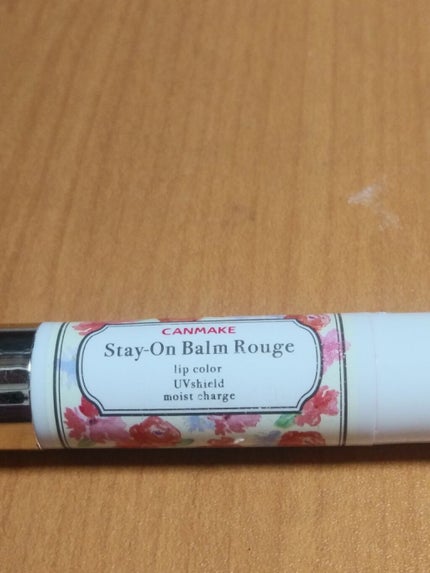 CANMAKE
Stay-On Balm Rouge
lip color
UVshield
moist charge